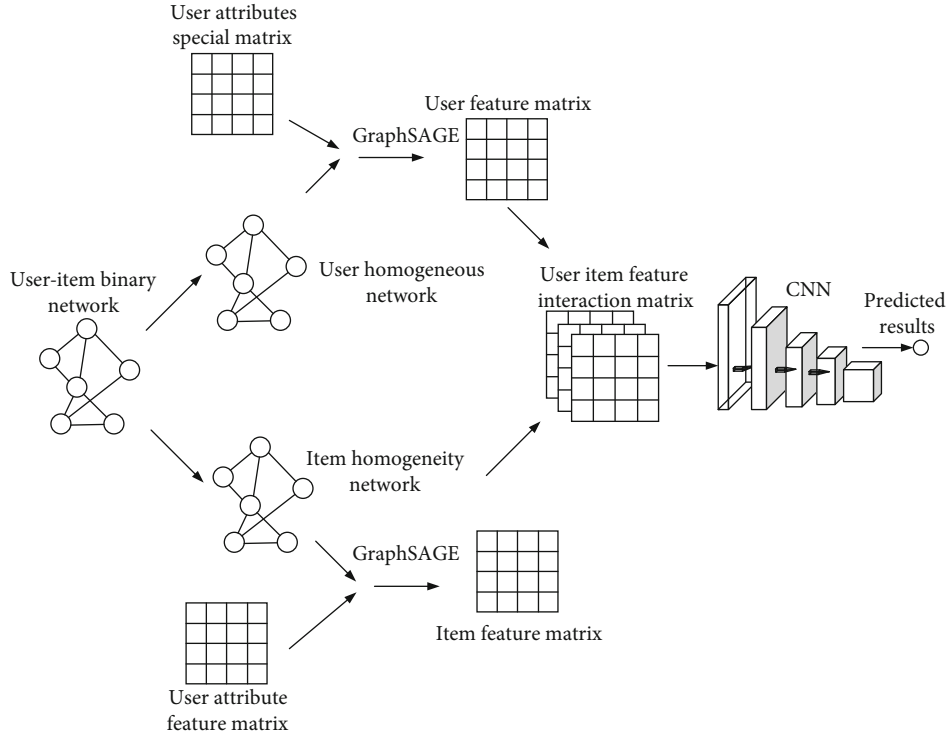 User attributes
special matrix
User feature matrix
GraphSAGE
User-item binary
network
User homogeneous
network
User item feature
interaction matrix
CNN
Predicted
results
Item homogeneity
network
GraphSAGE
Item feature matrix
User attribute
feature matrix